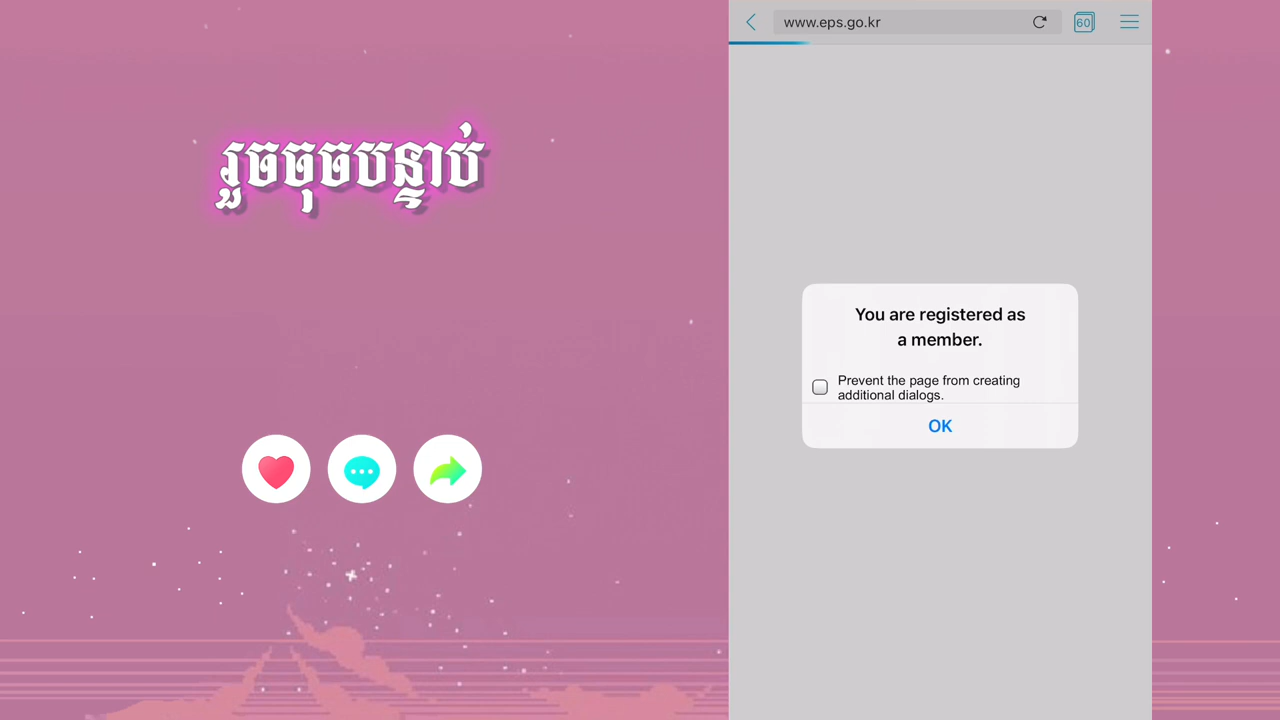 រួចចុចបន្ទាប់
www.eps.go.kr
60
You are registered as
a member.
Prevent the page from creating
additional dialogs.
OK